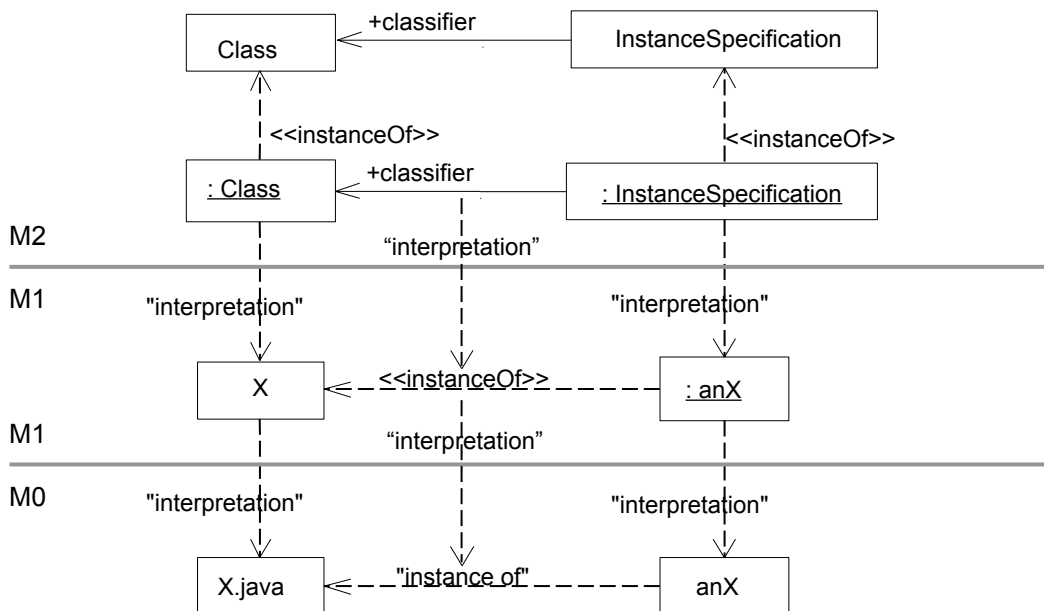 +classifier
Class
InstanceSpecification
<<instanceOf>>
<<instanceOf>>
+classifier
: Class
: InstanceSpecification
M2
“interpretation”
M1
"interpretation"
"interpretation"
X
<<instanceOf>>
: anX
M1
“interpretation”
M0
"interpretation"
"interpretation"
X.java
"instance of"
anX